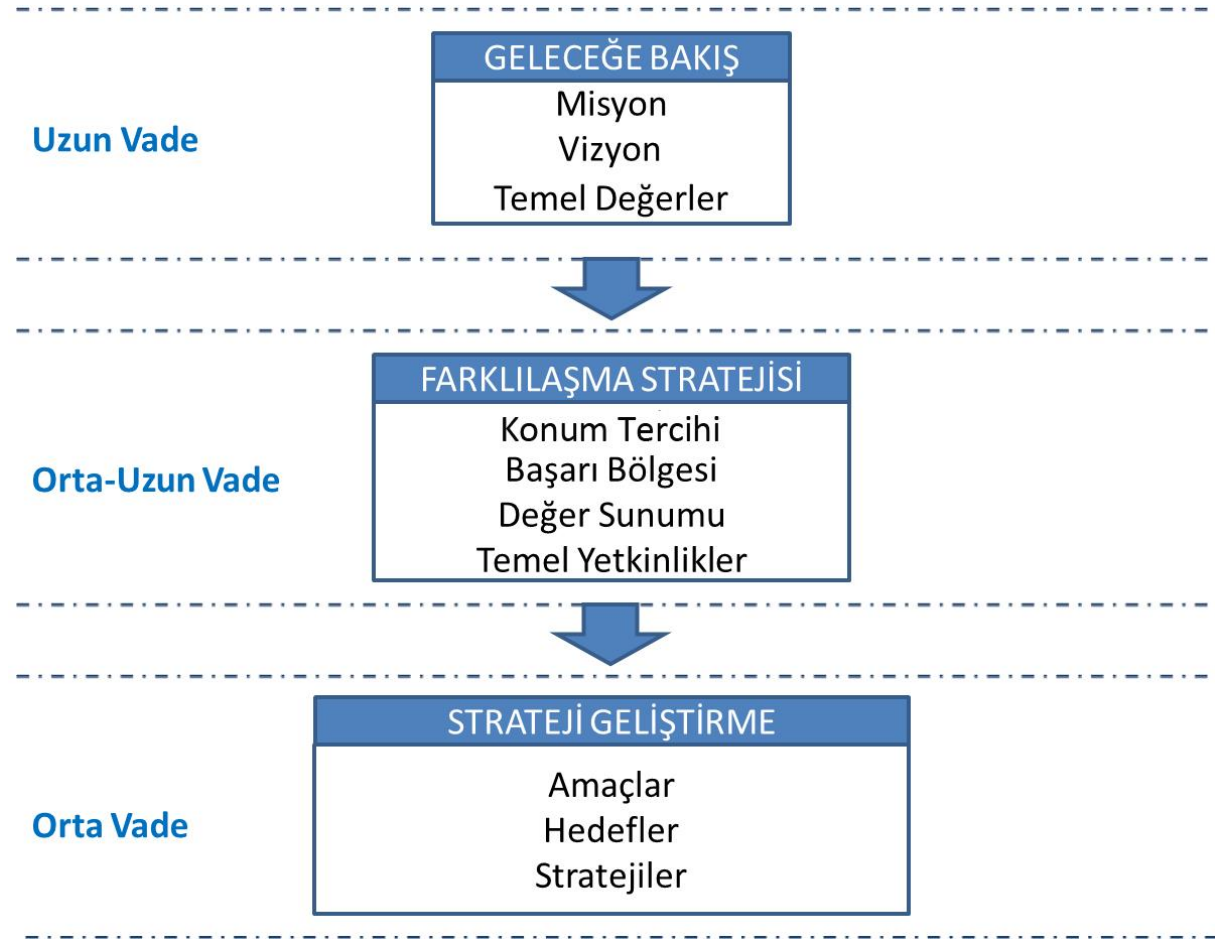 GELECEĞE BAKIŞ
Uzun Vade
Misyon
Vizyon
Temel Değerler
FARKLILAŞMA STRATEJİSİ
Orta-Uzun Vade
Konum Tercihi
Başarı Bölgesi
Değer Sunumu
Temel Yetkinlikler
STRATEJİ GELİŞTİRME
Orta Vade
Amaçlar
Hedefler
Stratejiler